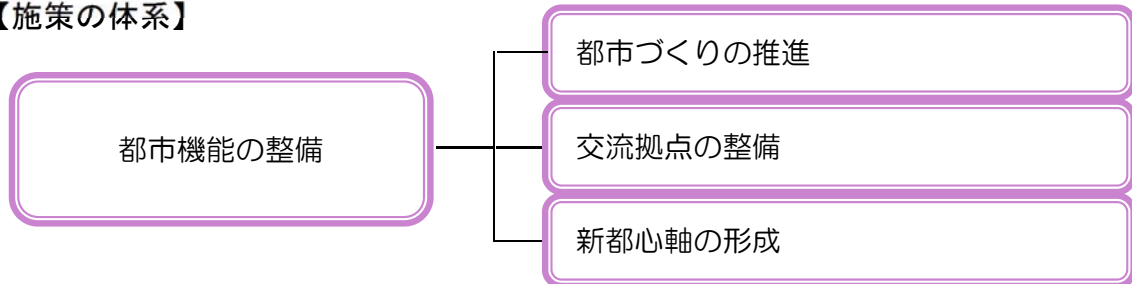 【施策の体系】
都市機能の整備
都市づくりの推進
交流拠点の整備
新都心軸の形成